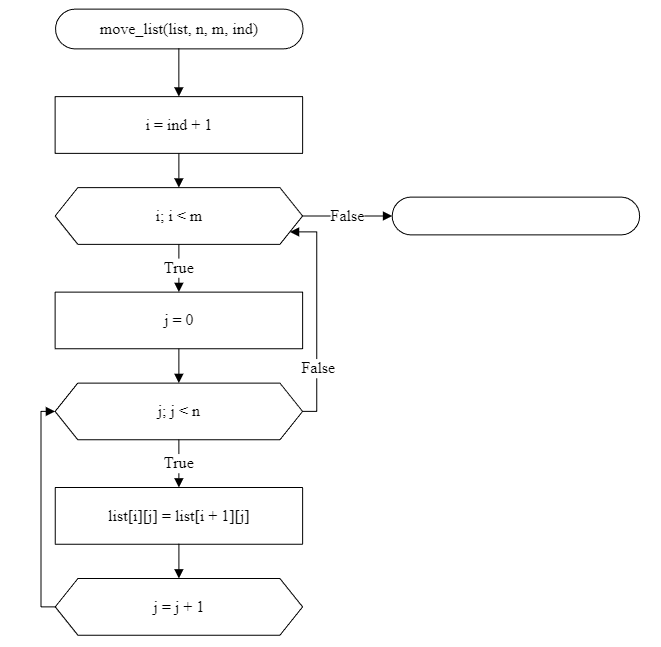 move_list(list, n, m, ind)
i = ind + 1
i; i < m
False
True
j = 0
False
j; j < n
True
list[i][j] = list[i + 1][j]
j = j + 1